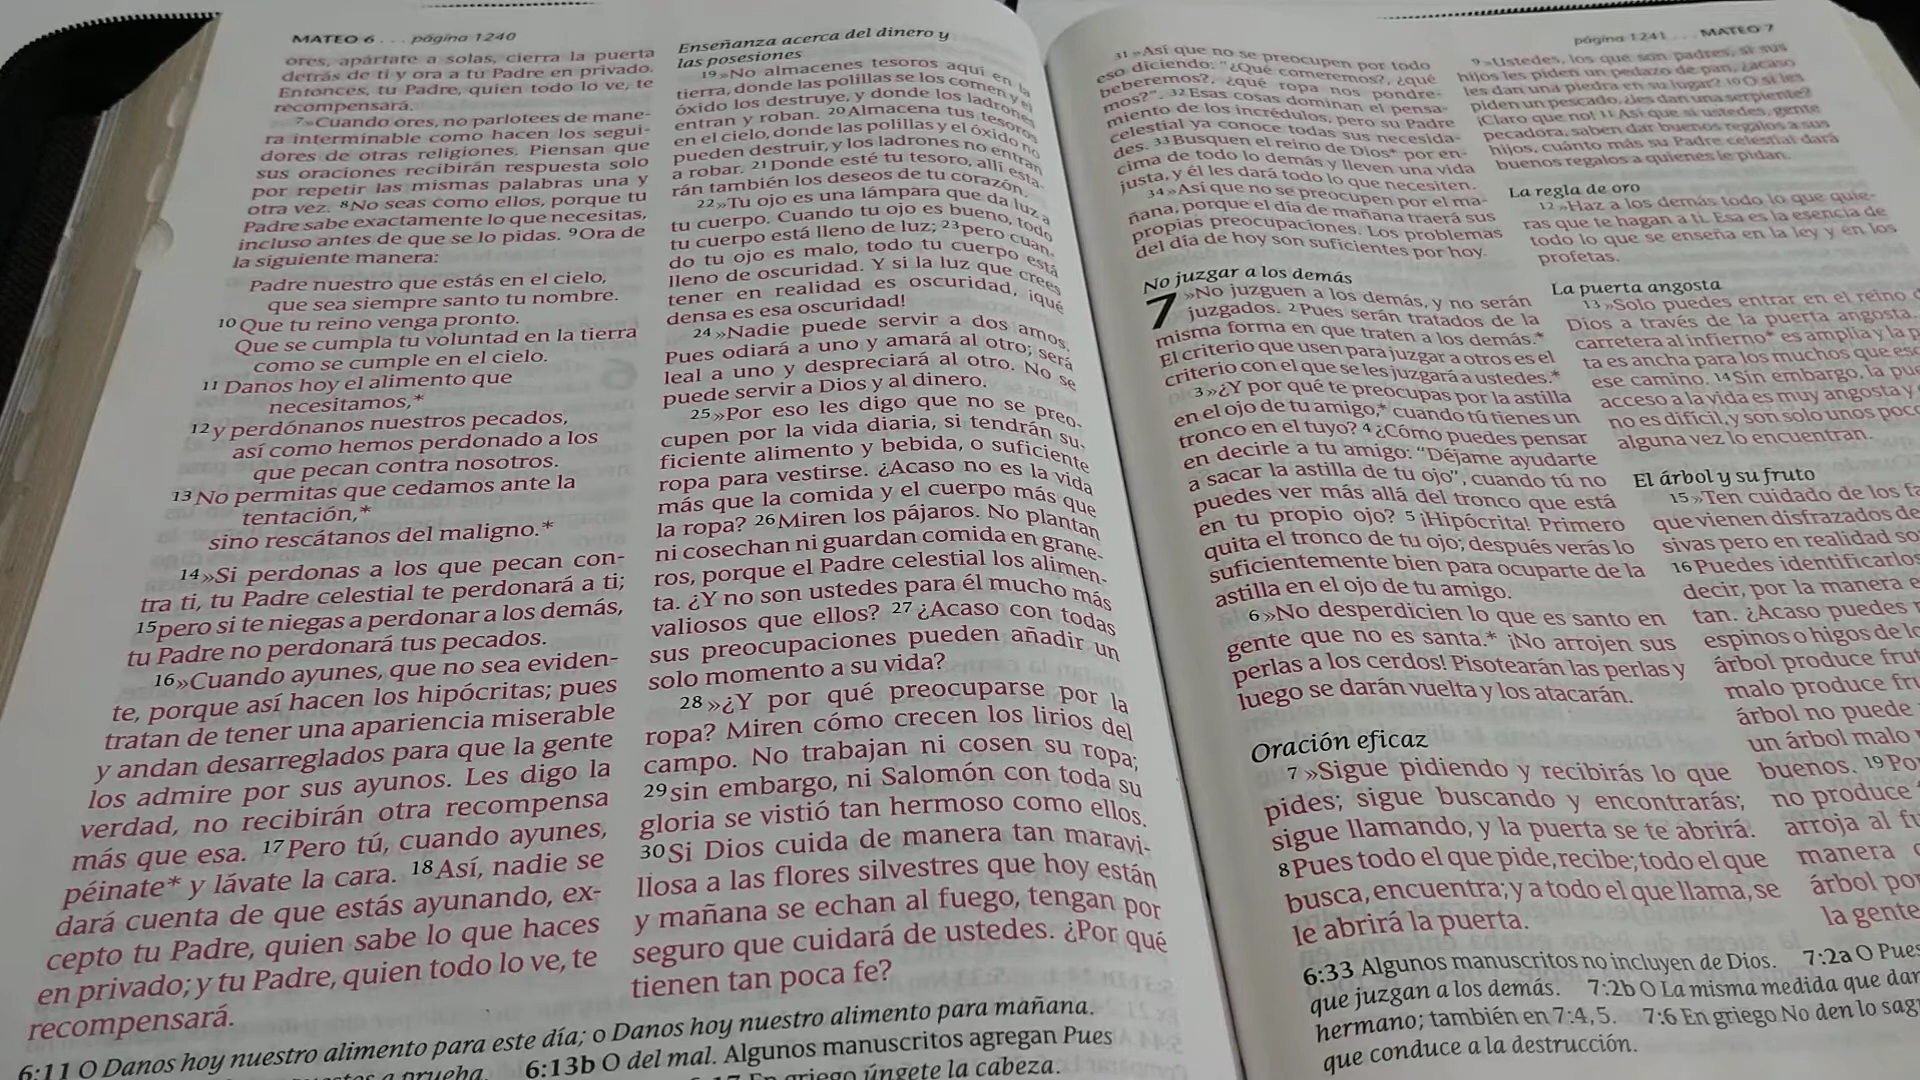 MATEO 6 . . . página 1240
ores, apártate a solas, cierra la puerta
detrás de ti y ora a tu Padre en privado.
Entonces, tu Padre, quien todo lo ve, te
recompensará.
7»Cuando ores, no parlotees de mane-
ra interminable como hacen los segui-
dores de otras religiones. Piensan que
sus oraciones recibirán respuesta solo
por repetir las mismas palabras una y
otra vez. 8No seas como ellos, porque tu
Padre sabe exactamente lo que necesitas,
incluso antes de que se lo pidas. 9Ora de
la siguiente manera:
Padre nuestro que estás en el cielo,
que sea siempre santo tu nombre.
10Que tu reino venga pronto.
Que se cumpla tu voluntad en la tierra
como se cumple en el cielo.
11Danos hoy el alimento que
necesitamos,*
12y perdónanos nuestros pecados,
así como hemos perdonado a los
que pecan contra nosotros.
13No permitas que cedamos ante la
tentación,*
sino rescátanos del maligno.*
14»Si perdonas a los que pecan con-
tra ti, tu Padre celestial te perdonará a ti;
15pero si te niegas a perdonar a los demás,
tu Padre no perdonará tus pecados.
16»Cuando ayunes, que no sea eviden-
te, porque así hacen los hipócritas; pues
tratan de tener una apariencia miserable
y andan desarreglados para que la gente
los admire por sus ayunos. Les digo la
verdad, no recibirán otra recompensa
más que esa. 17Pero tú, cuando ayunes,
péinate* y lávate la cara. 18Así, nadie se
dará cuenta de que estás ayunando, ex-
cepto tu Padre, quien sabe lo que haces
en privado; y tu Padre, quien todo lo ve, te
recompensará.
Enseñanza acerca del dinero y
las posesiones
19»No almacenes tesoros aquí en la
tierra, donde las polillas se los comen y el
óxido los destruye, y donde los ladrones
entran y roban. 20Almacena tus tesoros
en el cielo, donde las polillas y el óxido no
pueden destruir, y los ladrones no entran
a robar. 21Donde esté tu tesoro, allí esta-
rán también los deseos de tu corazón.
22»Tu ojo es una lámpara que da luz a
tu cuerpo. Cuando tu ojo es bueno, todo
tu cuerpo está lleno de luz; 23pero cuan-
do tu ojo es malo, todo tu cuerpo está
lleno de oscuridad. Y si la luz que crees
tener en realidad es oscuridad, ¡qué
densa es esa oscuridad!
24»Nadie puede servir a dos amos.
Pues odiará a uno y amará al otro; será
leal a uno y despreciará al otro. No se
puede servir a Dios y al dinero.
25»Por eso les digo que no se preo-
cupen por la vida diaria, si tendrán su-
ficiente alimento y bebida, o suficiente
ropa para vestirse. ¿Acaso no es la vida
más que la comida y el cuerpo más que
la ropa? 26Miren los pájaros. No plantan
ni cosechan ni guardan comida en grane-
ros, porque el Padre celestial los alimen-
ta. ¿Y no son ustedes para él mucho más
valiosos que ellos? 27¿Acaso con todas
sus preocupaciones pueden añadir un
solo momento a su vida?
28»¿Y por qué preocuparse por la
ropa? Miren cómo crecen los lirios del
campo. No trabajan ni cosen su ropa;
29sin embargo, ni Salomón con toda su
gloria se vistió tan hermoso como ellos.
30Si Dios cuida de manera tan maravi-
llosa a las flores silvestres que hoy están
y mañana se echan al fuego, tengan por
seguro que cuidará de ustedes. ¿Por qué
tienen tan poca fe?
6:11 O Danos hoy nuestro alimento para este día; o Danos hoy nuestro alimento para mañana.
a prueba. 6:13b O del mal. Algunos manuscritos agregan Pues
En griego úngete la cabeza.
página 1241 . . . MATEO 7
31»Así que no se preocupen por todo
eso diciendo: "¿Qué comeremos?, ¿qué
beberemos?, ¿qué ropa nos pondre-
mos?". 32Esas cosas dominan el pensa-
miento de los incrédulos, pero su Padre
celestial ya conoce todas sus necesida-
des. 33Busquen el reino de Dios* por en-
cima de todo lo demás y lleven una vida
justa, y él les dará todo lo que necesiten.
34»Así que no se preocupen por el ma-
ñana, porque el día de mañana traerá sus
propias preocupaciones. Los problemas
del día de hoy son suficientes por hoy.
No juzgar a los demás
7 »No juzguen a los demás, y no serán
juzgados. 2Pues serán tratados de la
misma forma en que traten a los demás.*
El criterio que usen para juzgar a otros es el
criterio con el que se les juzgará a ustedes.*
3»¿Y por qué te preocupas por la astilla
en el ojo de tu amigo,* cuando tú tienes un
tronco en el tuyo? 4¿Cómo puedes pensar
en decirle a tu amigo: "Déjame ayudarte
a sacar la astilla de tu ojo", cuando tú no
puedes ver más allá del tronco que está
en tu propio ojo? 5¡Hipócrita! Primero
quita el tronco de tu ojo; después verás lo
suficientemente bien para ocuparte de la
astilla en el ojo de tu amigo.
6»No desperdicien lo que es santo en
gente que no es santa.* ¡No arrojen sus
perlas a los cerdos! Pisotearán las perlas y
luego se darán vuelta y los atacarán.
Oración eficaz
7»Sigue pidiendo y recibirás lo que
pides; sigue buscando y encontrarás;
sigue llamando, y la puerta se te abrirá.
8Pues todo el que pide, recibe; todo el que
busca, encuentra; y a todo el que llama, se
le abrirá la puerta.
9»Ustedes, los que son padres, si sus
hijos les piden un pedazo de pan, ¿acaso
les dan una piedra en su lugar? 10O si les
piden un pescado, ¿les dan una serpiente?
¡Claro que no! 11Así que si ustedes, gente
pecadora, saben dar buenos regalos a sus
hijos, cuánto más su Padre celestial dará
buenos regalos a quienes le pidan.
La regla de oro
12»Haz a los demás todo lo que quie-
ras que te hagan a ti. Esa es la esencia de
todo lo que se enseña en la ley y en los
profetas.
La puerta angosta
13»Solo puedes entrar en el reino
Dios a través de la puerta angosta.
carretera al infierno* es amplia y la p
ta es ancha para los muchos que es
ese camino. 14Sin embargo, la pue
acceso a la vida es muy angosta y
no es difícil, y son solo unos poc
alguna vez lo encuentran.
El árbol y su fruto
15»Ten cuidado de los fa
que vienen disfrazados de
sivas pero en realidad so
16Puedes identificarlos
decir, por la manera e
tan. ¿Acaso puedes
espinos o higos de l
árbol produce frut
malo produce fru
árbol no puede
un árbol malo
buenos. 19Po
no produce
arroja al fu
manera
árbol por
la gente
6:33 Algunos manuscritos no incluyen de Dios. 7:2a O Pues
que juzgan a los demás. 7:2b O La misma medida que dan
hermano; también en 7:4, 5. 7:6 En griego No den lo sag
que conduce a la destrucción.